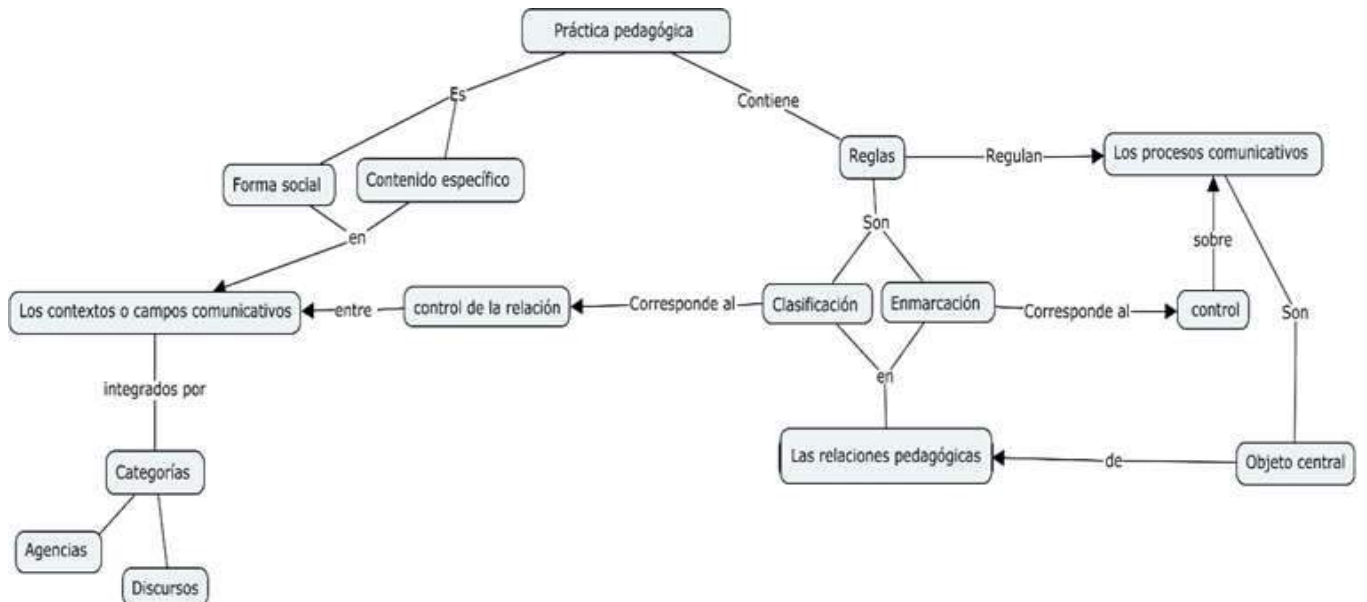 Práctica pedagógica
Es
Contiene
Forma social
Contenido específico
Reglas
Regulan
Los procesos comunicativos
en
Son
sobre
Los contextos o campos comunicativos
entre
control de la relación
Corresponde al
Clasificación
Enmarcación
Corresponde al
control
Son
integrados por
en
Categorías
Las relaciones pedagógicas
de
Objeto central
Agencias
Discursos